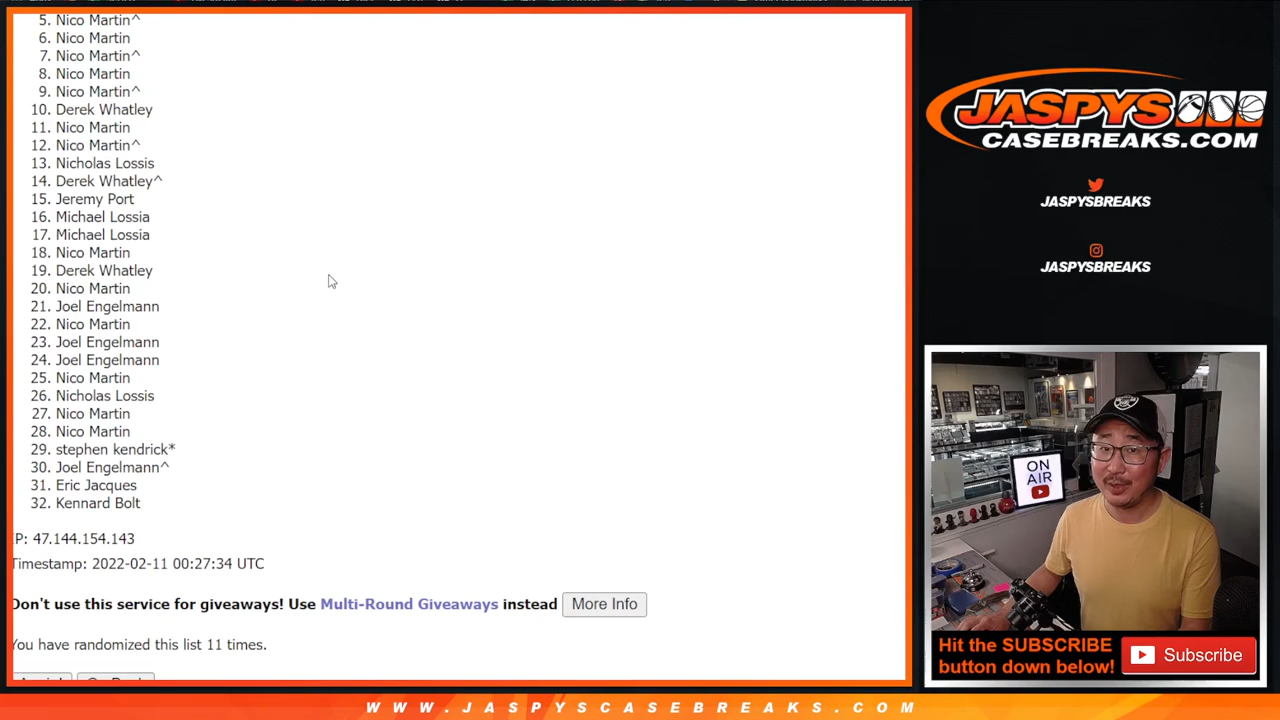 5. Nico Martin^
6. Nico Martin
7. Nico Martin^
8. Nico Martin
9. Nico Martin^
10. Derek Whatley
11. Nico Martin
12. Nico Martin^
13. Nicholas Lossis
14. Derek Whatley^
15. Jeremy Port
16. Michael Lossia
17. Michael Lossia
18. Nico Martin
19. Derek Whatley
20. Nico Martin
21. Joel Engelmann
22. Nico Martin
23. Joel Engelmann
24. Joel Engelmann
25. Nico Martin
26. Nicholas Lossis
27. Nico Martin
28. Nico Martin
29. stephen kendrick*
30. Joel Engelmann^
31. Eric Jacques
32. Kennard Bolt
IP: 47.144.154.143
Timestamp: 2022-02-11 00:27:34 UTC
Don't use this service for giveaways! Use Multi-Round Giveaways instead More Info
You have randomized this list 11 times.
JASPYS
CASEBREAKS.COM
JASPYSBREAKS
JASPYSBREAKS
ON
AIR
Hit the SUBSCRIBE
button down below!
Subscribe
WWW.JASPYSCASEBREAKS.COM